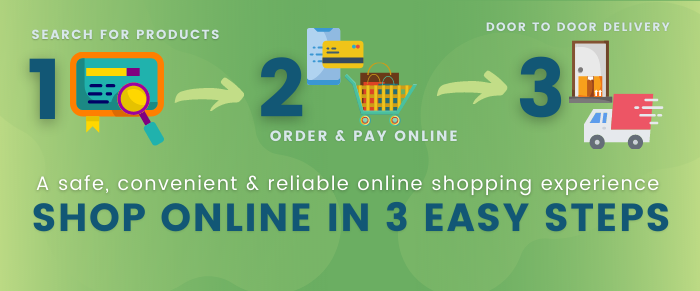 SEARCH FOR PRODUCTS
1
2
ORDER & PAY ONLINE
DOOR TO DOOR DELIVERY
3
A safe, convenient & reliable online shopping experience
SHOP ONLINE IN 3 EASY STEPS